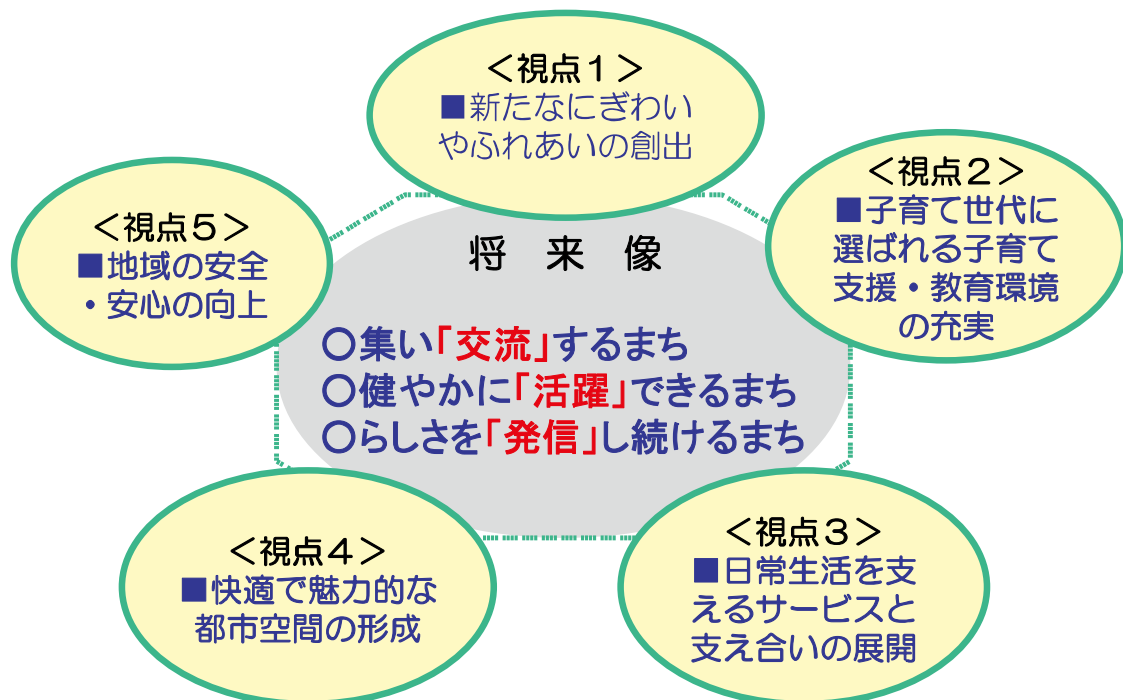 ＜視点１＞
■新たなにぎわい
やふれあいの創出
＜視点２＞
■子育て世代に
選ばれる子育て
支援・教育環境
の充実
＜視点５＞
■地域の安全
・安心の向上
将　来　像
〇集い「交流」するまち
〇健やかに「活躍」できるまち
〇らしさを「発信」し続けるまち
＜視点４＞
■快適で魅力的な
都市空間の形成
＜視点３＞
■日常生活を支
えるサービスと
支え合いの展開